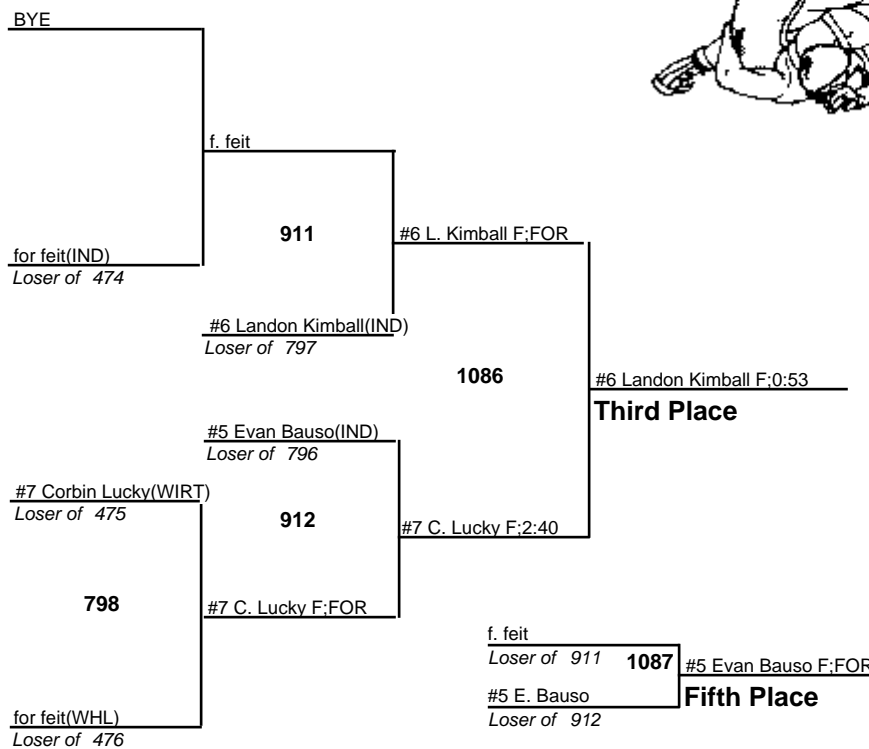 BYE
f. feit
911
#6 L. Kimball F;FOR
for feit(IND)
Loser of 474
#6 Landon Kimball(IND)
Loser of 797
1086
#6 Landon Kimball F;0:53
Third Place
#5 Evan Bauso(IND)
Loser of 796
#7 Corbin Lucky(WIRT)
Loser of 475
912
#7 C. Lucky F;2:40
798
#7 C. Lucky F;FOR
f. feit
Loser of 911
1087
#5 Evan Bauso F;FOR
Fifth Place
#5 E. Bauso
Loser of 912
for feit(WHL)
Loser of 476